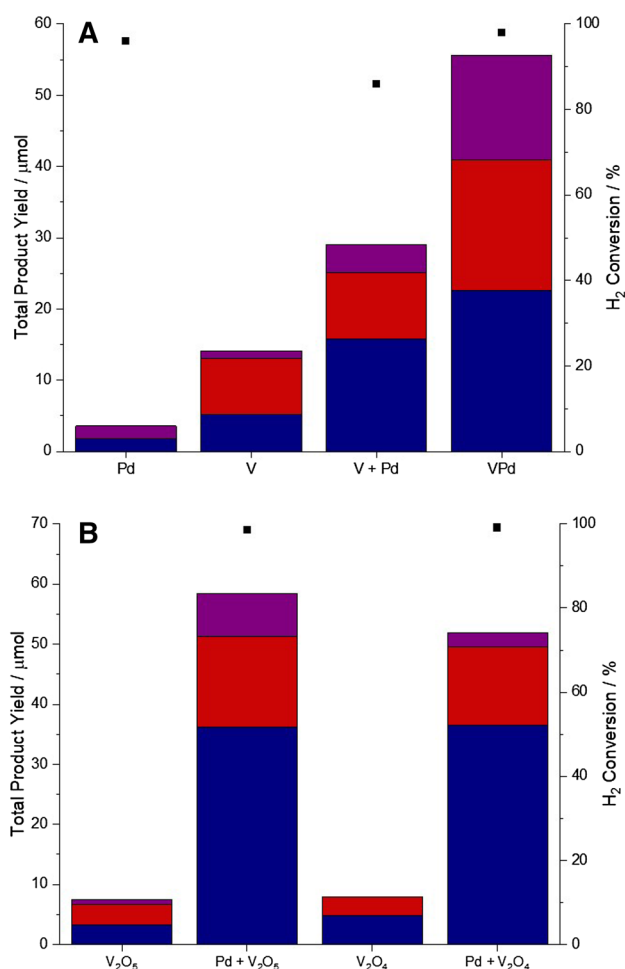 A
60
50
40
30
20
10
0
Total Product Yield / μmol
100
80
60
40
20
0
H₂ Conversion / %
Pd
V
V + Pd
VPd
B
70
60
50
40
30
20
10
0
Total Product Yield / μmol
100
80
60
40
20
0
H₂ Conversion / %
V₂O₅
Pd + V₂O₅
V₂O₄
Pd + V₂O₄